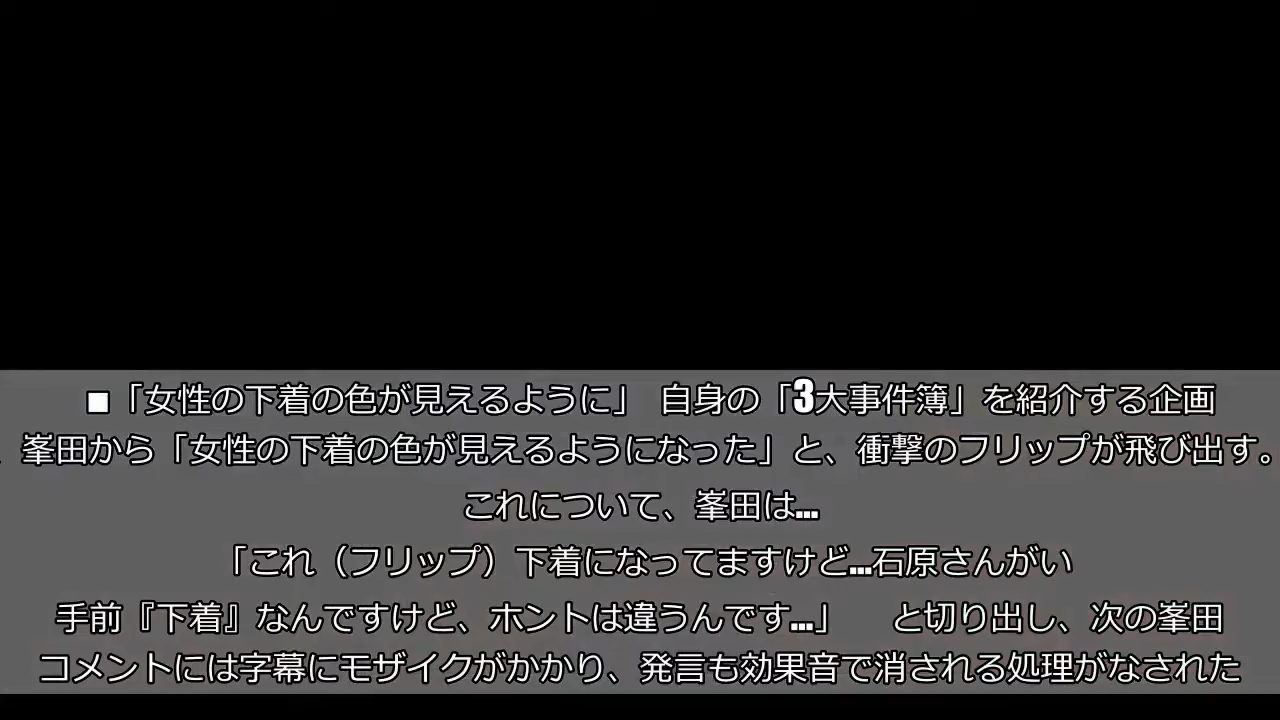 ■「女性の下着の色が見えるように」 自身の「3大事件簿」を紹介する企画
峯田から「女性の下着の色が見えるようになった」と、衝撃のフリップが飛び出す。
これについて、峯田は…
「これ（フリップ）下着になってますけど…石原さんがい
手前『下着』なんですけど、ホントは違うんです…」 と切り出し、次の峯田
コメントには字幕にモザイクがかかり、発言も効果音で消される処理がなされた